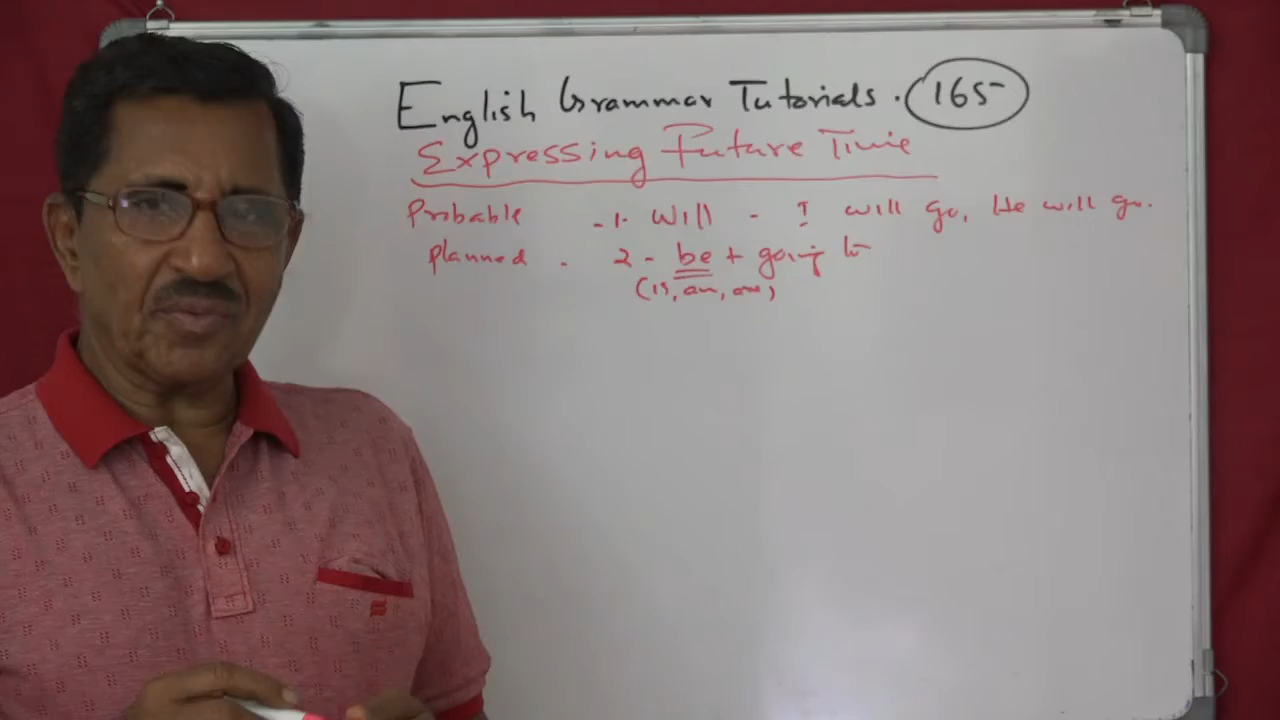 English Grammar Tutorials. 165
Expressing Future Time
Probable - 1. Will - I will go, He will go.
planned - 2 - be + going to
(is, am, are)